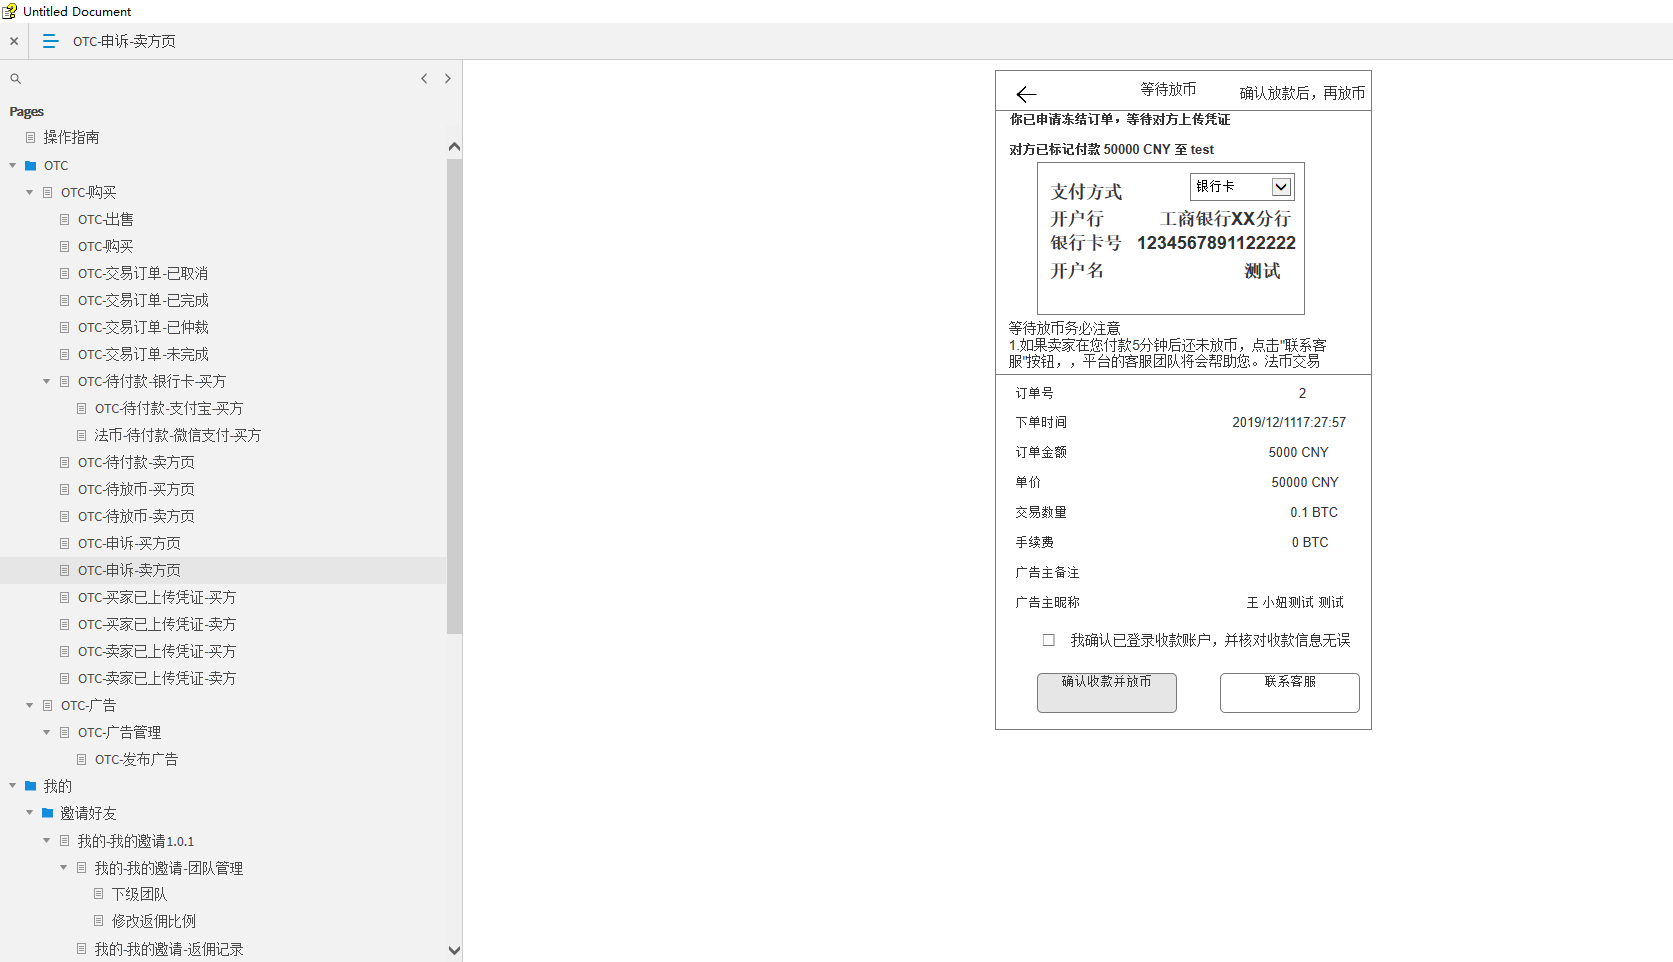 Untitled Document
OTC-申诉-卖方页
Pages
操作指南
OTC
OTC-购买
OTC-出售
OTC-购买
OTC-交易订单-已取消
OTC-交易订单-已完成
OTC-交易订单-已仲裁
OTC-交易订单-未完成
OTC-待付款-银行卡-买方
OTC-待付款-支付宝-买方
法币-待付款-微信支付-买方
OTC-待付款-卖方页
OTC-待放币-买方页
OTC-待放币-卖方页
OTC-申诉-买方页
OTC-申诉-卖方页
OTC-买家已上传凭证-买方
OTC-买家已上传凭证-卖方
OTC-卖家已上传凭证-买方
OTC-卖家已上传凭证-卖方
OTC-广告
OTC-广告管理
OTC-发布广告
我的
邀请好友
我的-我的邀请1.0.1
我的-我的邀请-团队管理
下级团队
修改返佣比例
我的-我的邀请-返佣记录
等待放币 确认放款后，再放币
你已申请冻结订单，等待对方上传凭证
对方已标记付款 50000 CNY 至 test
支付方式 银行卡
开户行 工商银行XX分行
银行卡号 1234567891122222
开户名 测试
等待放币务必注意
1.如果卖家在您付款5分钟后还未放币，点击"联系客
服"按钮，，平台的客服团队将会帮助您。法币交易
订单号 2
下单时间 2019/12/1117:27:57
订单金额 5000 CNY
单价 50000 CNY
交易数量 0.1 BTC
手续费 0 BTC
广告主备注
广告主昵称 王 小妞测试 测试
我确认已登录收款账户，并核对收款信息无误
确认收款并放币 联系客服